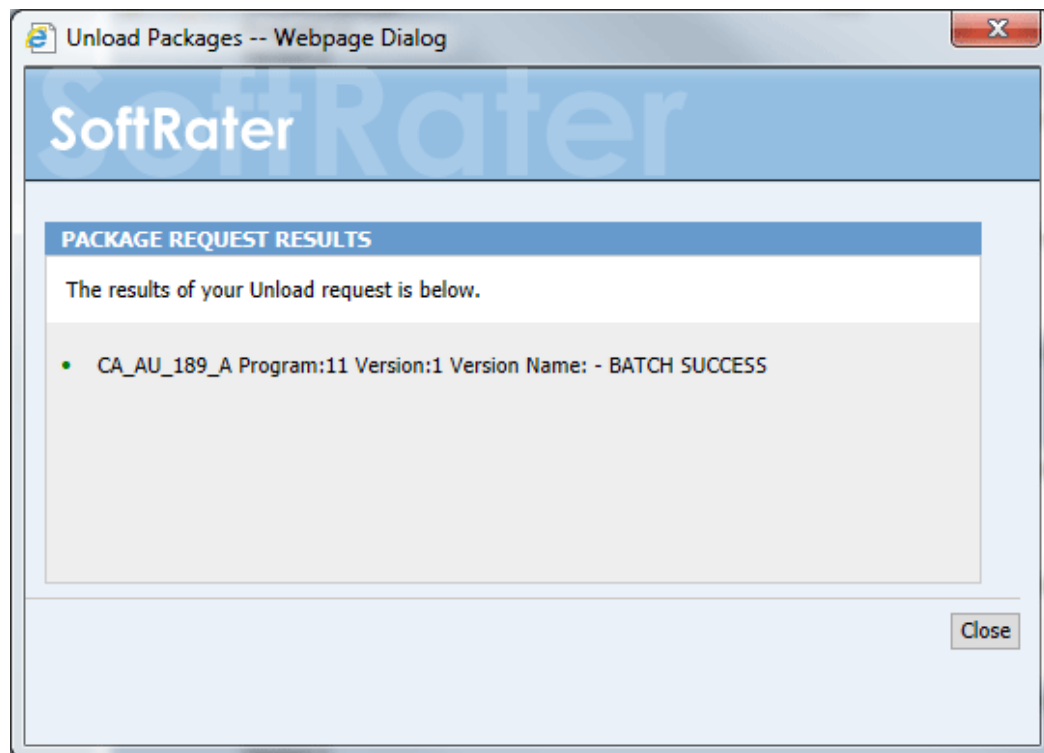 Unload Packages -- Webpage Dialog
SoftRater
SoftRater
PACKAGE REQUEST RESULTS
The results of your Unload request is below.
• CA_AU_189_A Program:11 Version:1 Version Name: - BATCH SUCCESS
Close